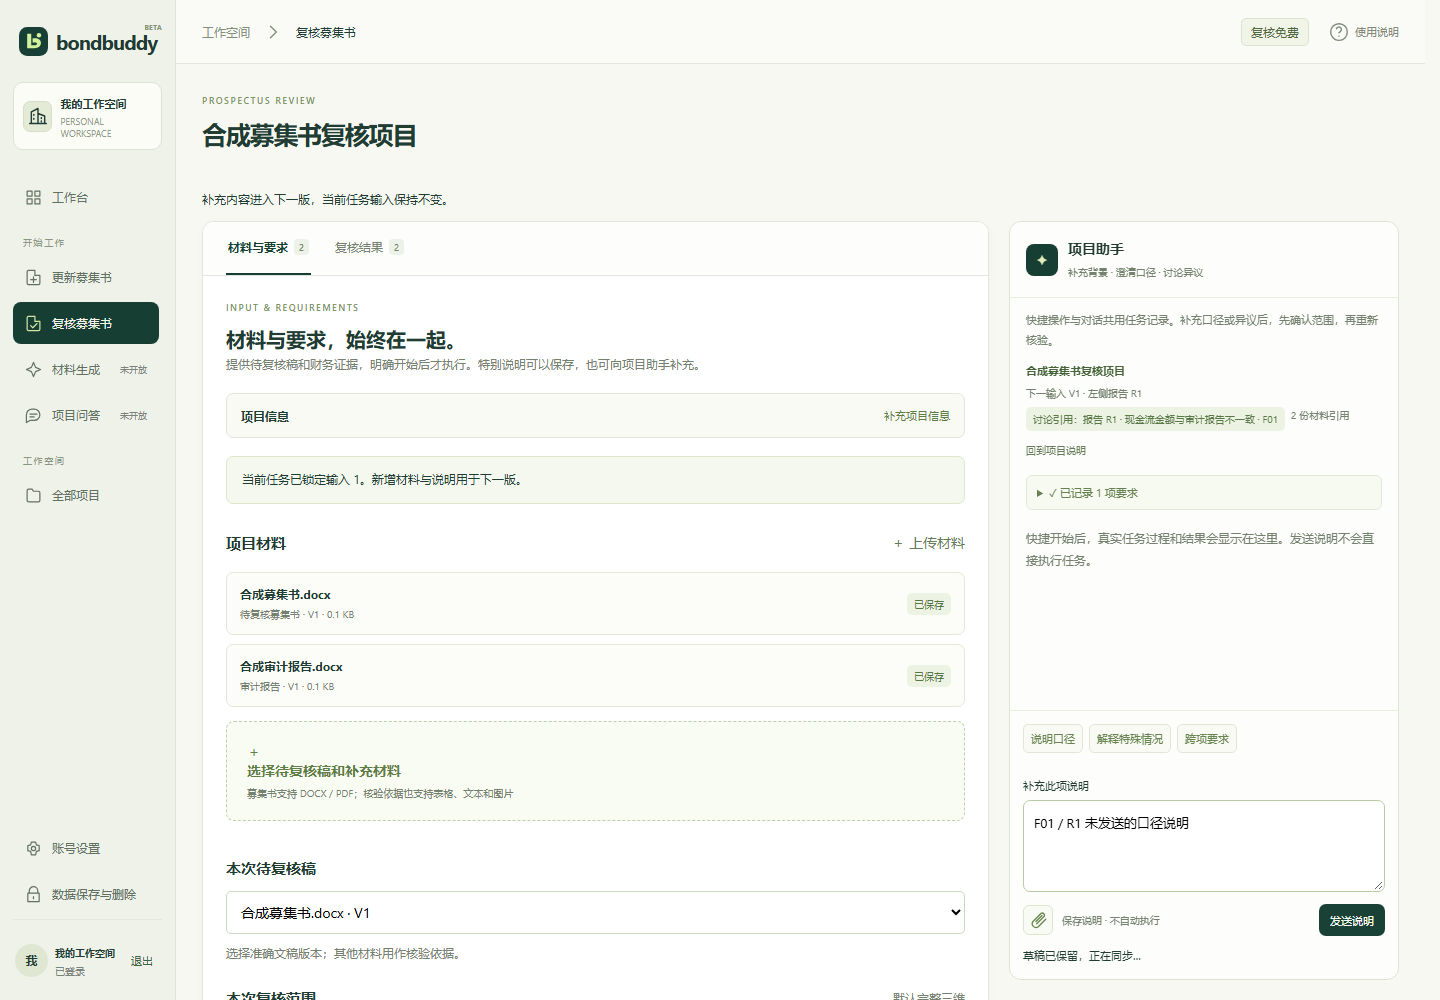 bondbuddy BETA
我的工作空间
PERSONAL
WORKSPACE
工作台
开始工作
更新募集书
复核募集书
材料生成 未开放
项目问答 未开放
工作空间
全部项目
账号设置
数据保存与删除
我 我的工作空间
已登录
退出
工作空间 复核募集书
复核免费
使用说明
PROSPECTUS REVIEW
合成募集书复核项目
补充内容进入下一版，当前任务输入保持不变。
材料与要求 2 复核结果 2
INPUT & REQUIREMENTS
材料与要求，始终在一起。
提供待复核稿和财务证据，明确开始后才执行。特别说明可以保存，也可向项目助手补充。
项目信息 补充项目信息
当前任务已锁定输入 1。新增材料与说明用于下一版。
项目材料 + 上传材料
合成募集书.docx
待复核募集书 · V1 · 0.1 KB
已保存
合成审计报告.docx
审计报告 · V1 · 0.1 KB
已保存
+
选择待复核稿和补充材料
募集书支持 DOCX / PDF；核验依据也支持表格、文本和图片
本次待复核稿
合成募集书.docx · V1
选择准确文稿版本；其他材料用作核验依据。
本次复核范围 默认完整三维
项目助手
补充背景 · 澄清口径 · 讨论异议
快捷操作与对话共用任务记录。补充口径或异议后，先确认范围，再重新
核验。
合成募集书复核项目
下一输入 V1 · 左侧报告 R1
讨论引用：报告 R1 · 现金流金额与审计报告不一致 · F01 2 份材料引用
回到项目说明
▶ ✓ 已记录 1 项要求
快捷开始后，真实任务过程和结果会显示在这里。发送说明不会直
接执行任务。
说明口径 解释特殊情况 跨项要求
补充此项说明
F01 / R1 未发送的口径说明
保存说明 · 不自动执行
发送说明
草稿已保留，正在同步…